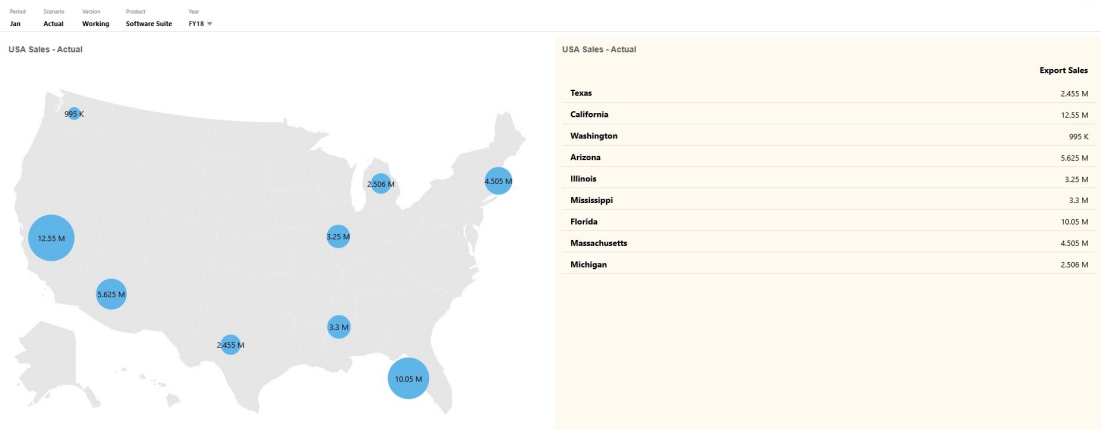 Period Scenario Version Product Year
Jan Actual Working Software Suite FY18
USA Sales - Actual
995 K
2.506 M
4.505 M
12.55 M
3.25 M
5.625 M
3.3 M
2.455 M
10.05 M
USA Sales - Actual
Export Sales
Texas 2.455 M
California 12.55 M
Washington 995 K
Arizona 5.625 M
Illinois 3.25 M
Mississippi 3.3 M
Florida 10.05 M
Massachusetts 4.505 M
Michigan 2.506 M